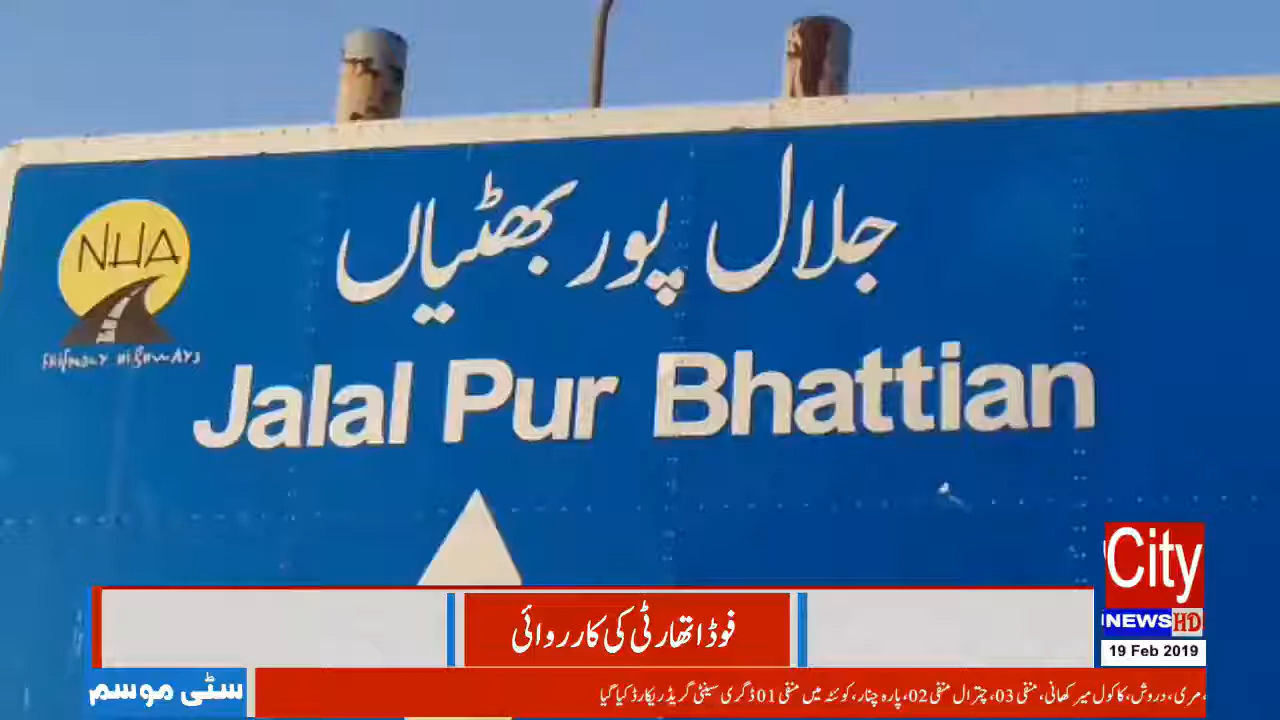 جلال پور بھٹیاں
NHA
HIGHWAYS
Jalal Pur Bhattian
City
NEWS HD
19 Feb 2019
فوڈ اتھارٹی کی کارروائی
سٹی موسم
، مری، دروش، کاکول میر کھانی، منفی 03، چترال منفی 02، پارہ چنار، کوئٹہ میں منفی 01 ڈگری سینٹی گریڈ ریکارڈ کیا گیا